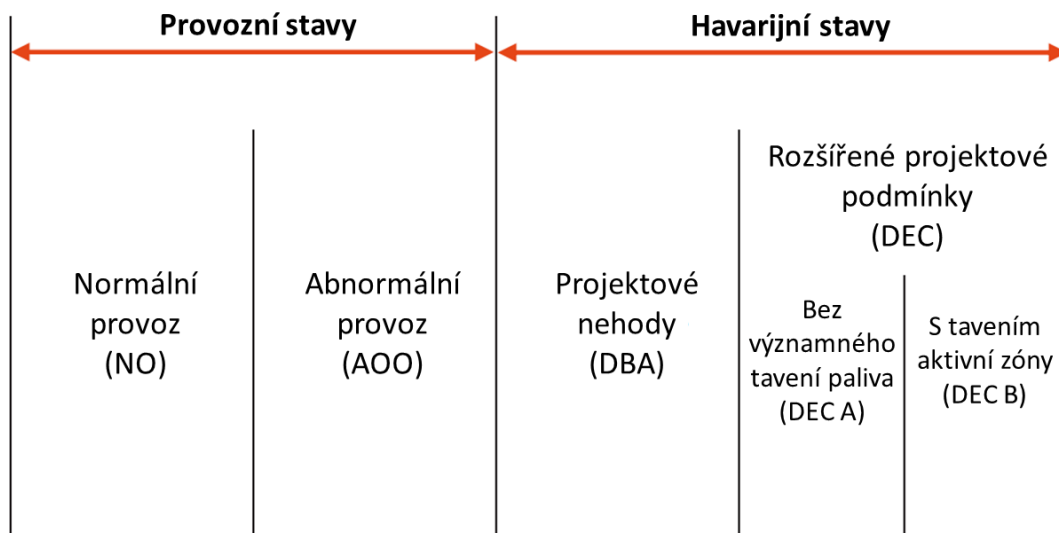 Provozní stavy
Havarijní stavy
Normální
provoz
(NO)
Abnormální
provoz
(AOO)
Projektové
nehody
(DBA)
Rozšířené projektové
podmínky
(DEC)
Bez
významného
tavení paliva
(DEC A)
S tavením
aktivní zóny
(DEC B)